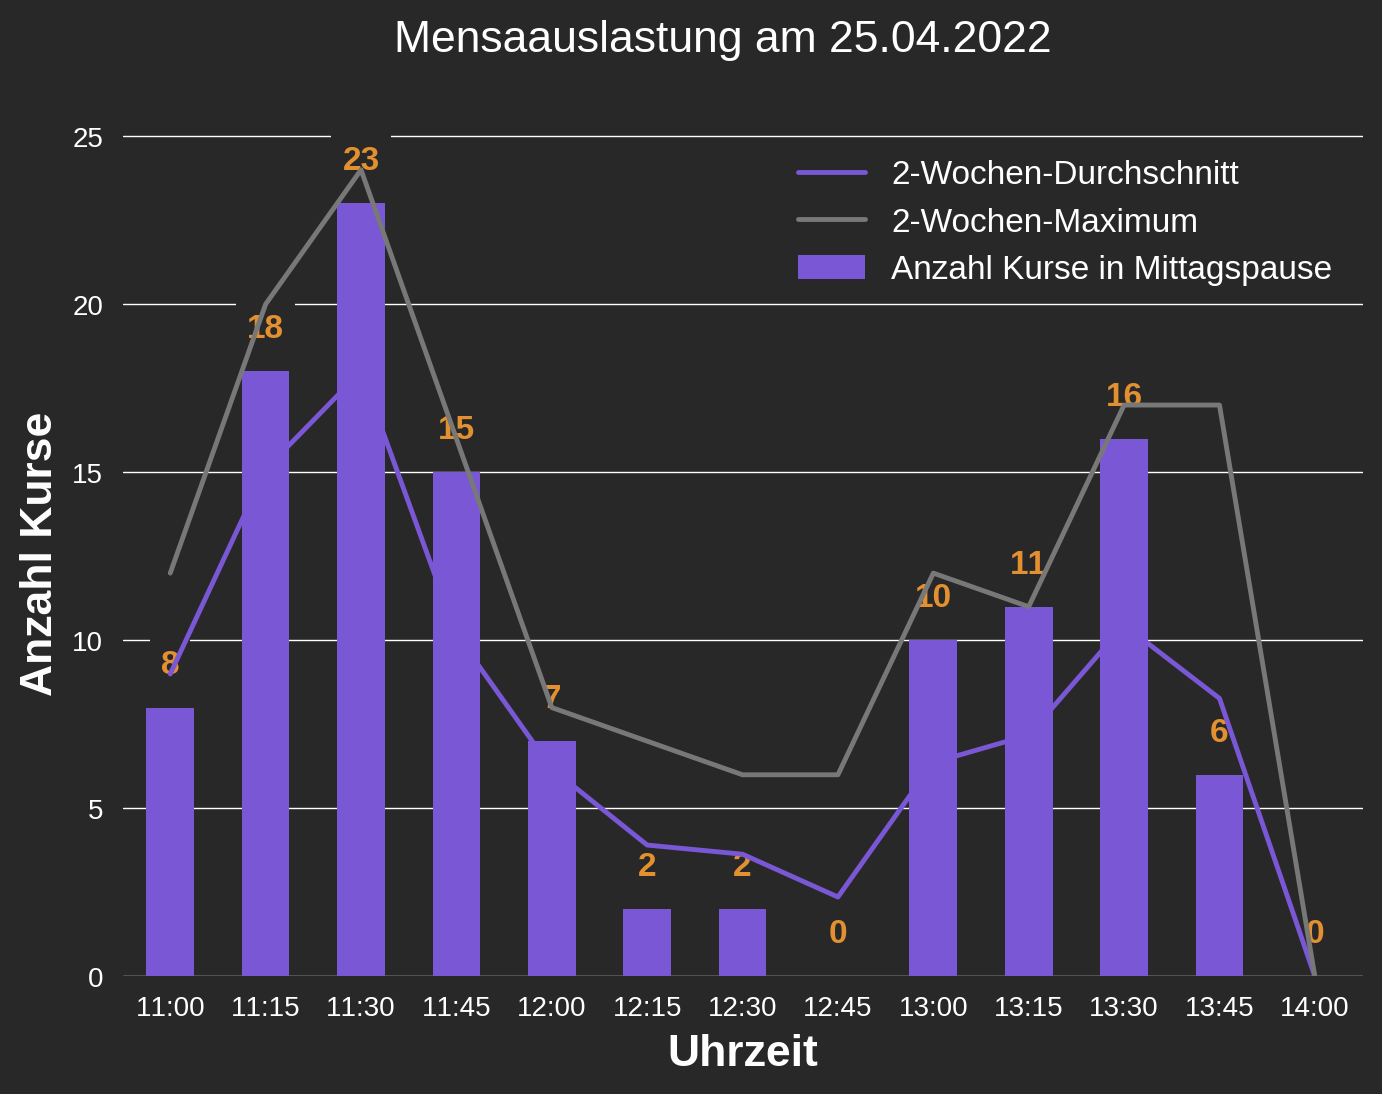 Mensaauslastung am 25.04.2022
2-Wochen-Durchschnitt
2-Wochen-Maximum
Anzahl Kurse in Mittagspause
Anzahl Kurse
25
20
15
10
5
0
8
18
23
15
7
2
2
0
10
11
16
6
0
11:00 11:15 11:30 11:45 12:00 12:15 12:30 12:45 13:00 13:15 13:30 13:45 14:00
Uhrzeit